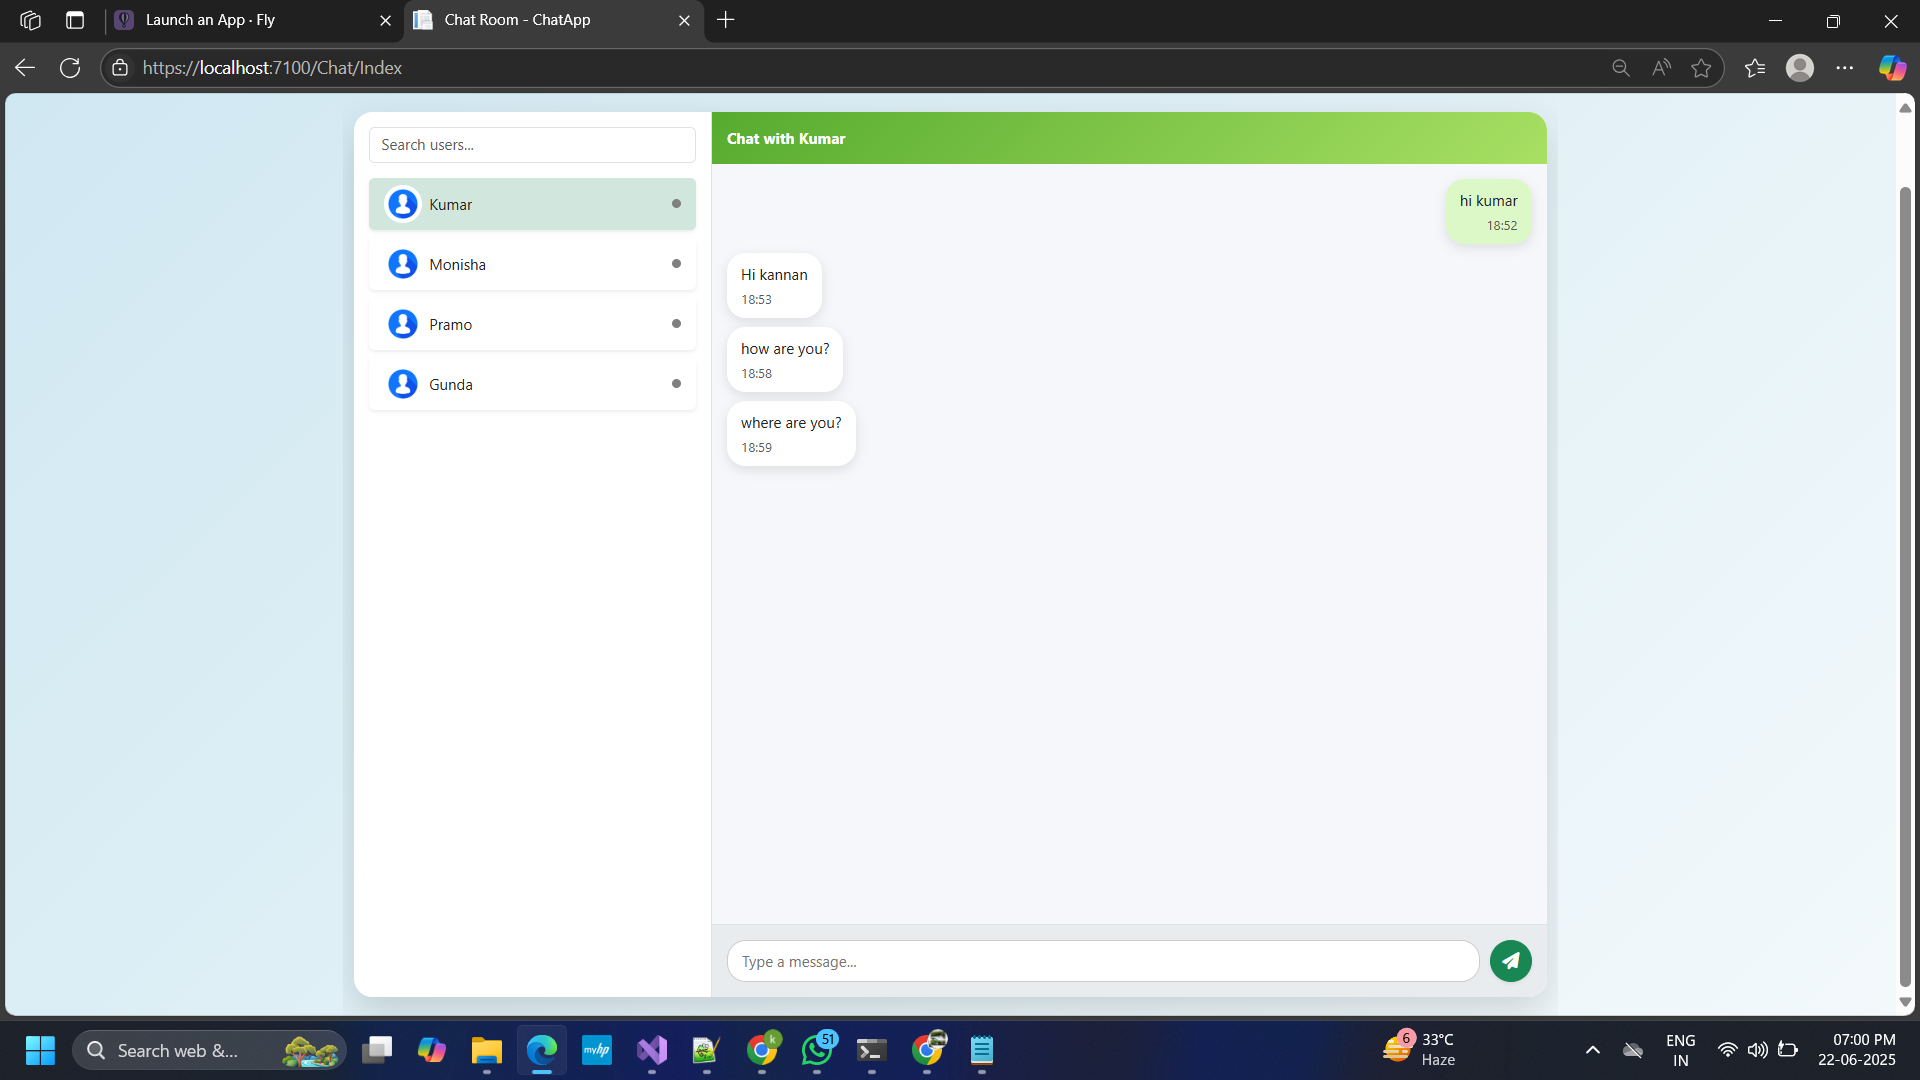 Launch an App · Fly
Chat Room - ChatApp
https://localhost:7100/Chat/Index
Search users...
Kumar
Monisha
Pramo
Gunda
Chat with Kumar
hi kumar
18:52
Hi kannan
18:53
how are you?
18:58
where are you?
18:59
Type a message...
Search web &...
myhp
k
51
6
33°C
Haze
ENG
IN
07:00 PM
22-06-2025